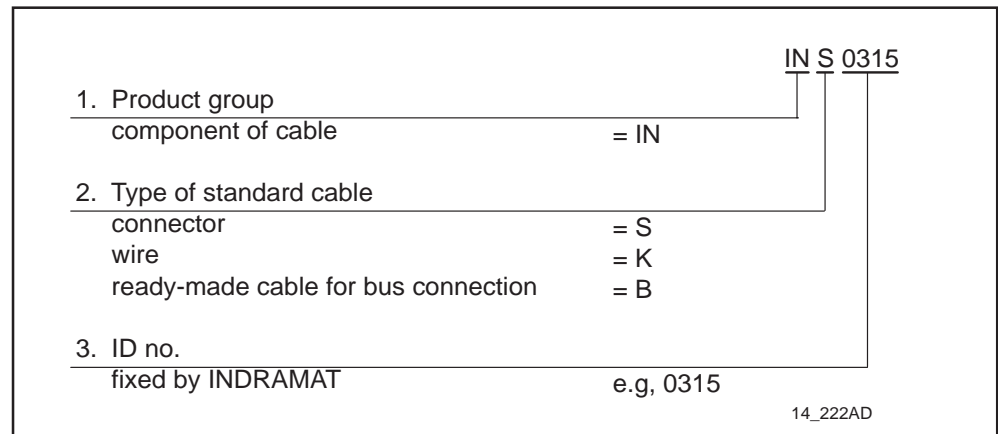 IN S 0315
1. Product group
component of cable = IN
2. Type of standard cable
connector = S
wire = K
ready-made cable for bus connection = B
3. ID no.
fixed by INDRAMAT e.g, 0315
14_222AD